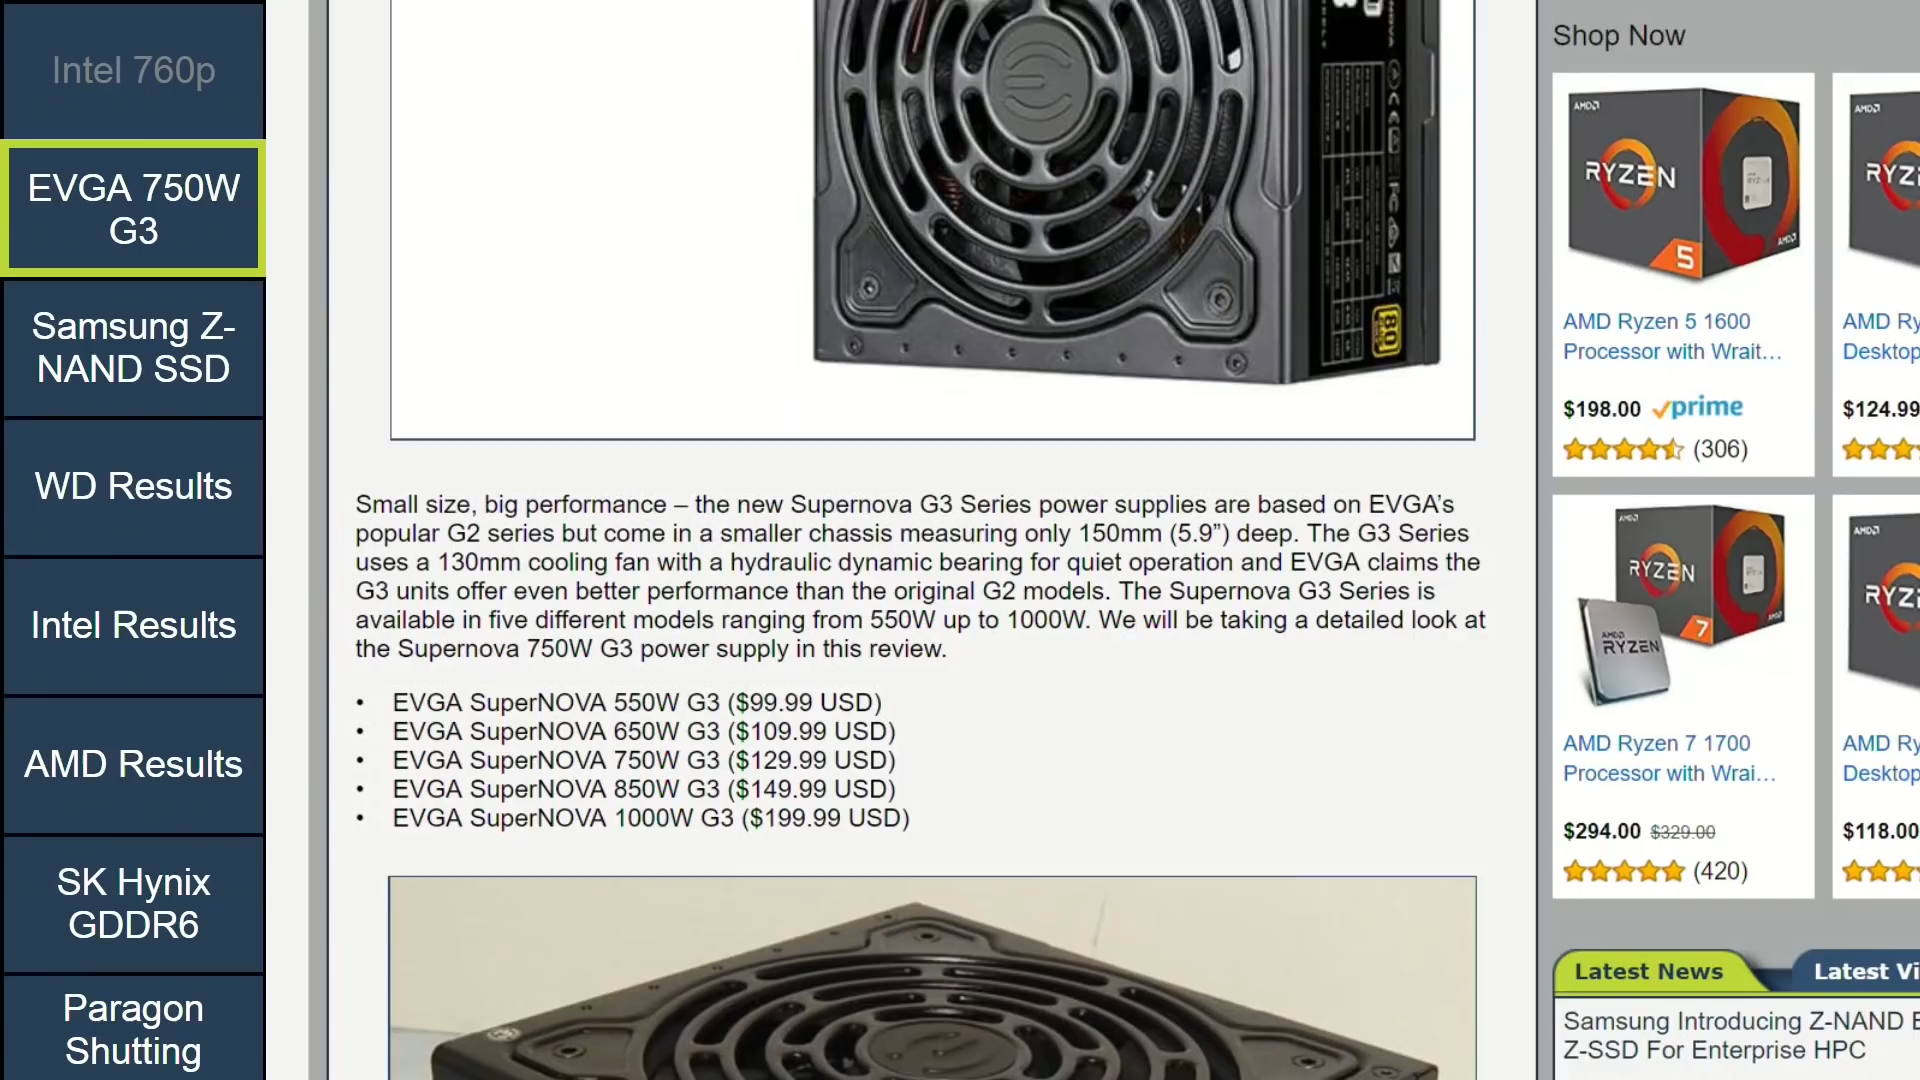 Intel 760p
EVGA 750W
G3
Samsung Z-
NAND SSD
WD Results
Intel Results
AMD Results
SK Hynix
GDDR6
Paragon
Shutting
80
Small size, big performance – the new Supernova G3 Series power supplies are based on EVGA’s
popular G2 series but come in a smaller chassis measuring only 150mm (5.9”) deep. The G3 Series
uses a 130mm cooling fan with a hydraulic dynamic bearing for quiet operation and EVGA claims the
G3 units offer even better performance than the original G2 models. The Supernova G3 Series is
available in five different models ranging from 550W up to 1000W. We will be taking a detailed look at
the Supernova 750W G3 power supply in this review.
• EVGA SuperNOVA 550W G3 ($99.99 USD)
• EVGA SuperNOVA 650W G3 ($109.99 USD)
• EVGA SuperNOVA 750W G3 ($129.99 USD)
• EVGA SuperNOVA 850W G3 ($149.99 USD)
• EVGA SuperNOVA 1000W G3 ($199.99 USD)
Shop Now
AMD
RYZEN
5
AMD
AMD Ryzen 5 1600
Processor with Wrait...
$198.00 prime
(306)
AMD
RYZE
AMD Ry
Desktop
$124.99
AMD
RYZEN
7
AMD
AMD
RYZEN
AMD Ryzen 7 1700
Processor with Wrai...
$294.00 $329.00
(420)
AMD
RYZE
AMD Ry
Desktop
$118.00
Latest News
Latest Vi
Samsung Introducing Z-NAND B
Z-SSD For Enterprise HPC